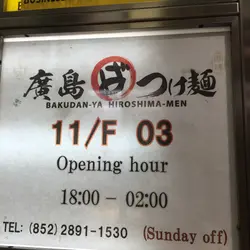 廣島 ば つけ麺
BAKUDAN-YA HIROSHIMA-MEN
11/F 03
Opening hour
18:00 - 02:00
TEL: (852) 2891-1530 (Sunday off)